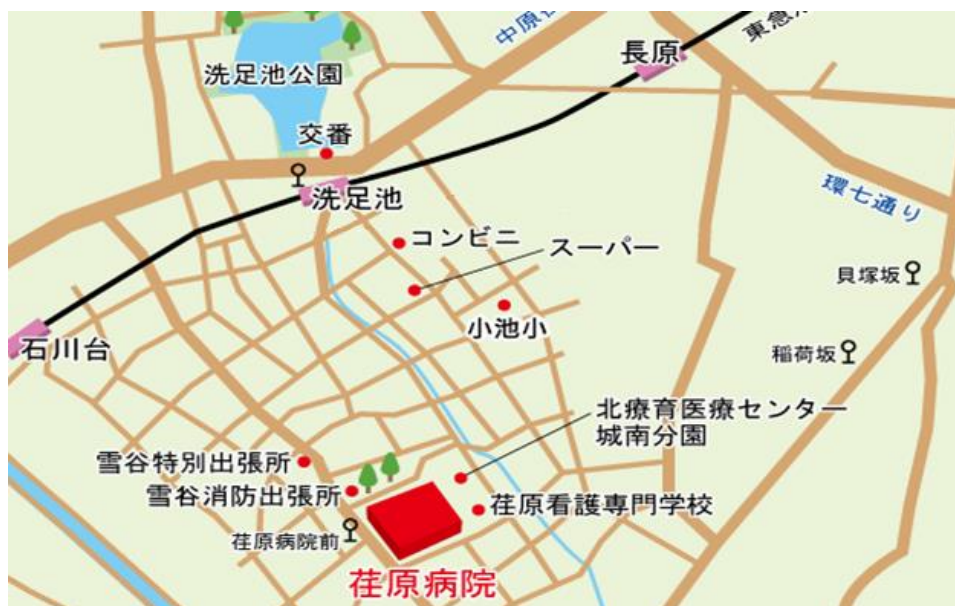 中原街
東急池
長原
洗足池公園
交番
洗足池
環七通り
コンビニ
スーパー
貝塚坂
小池小
石川台
稲荷坂
北療育医療センター
城南分園
雪谷特別出張所
雪谷消防出張所
荏原看護専門学校
荏原病院前
荏原病院